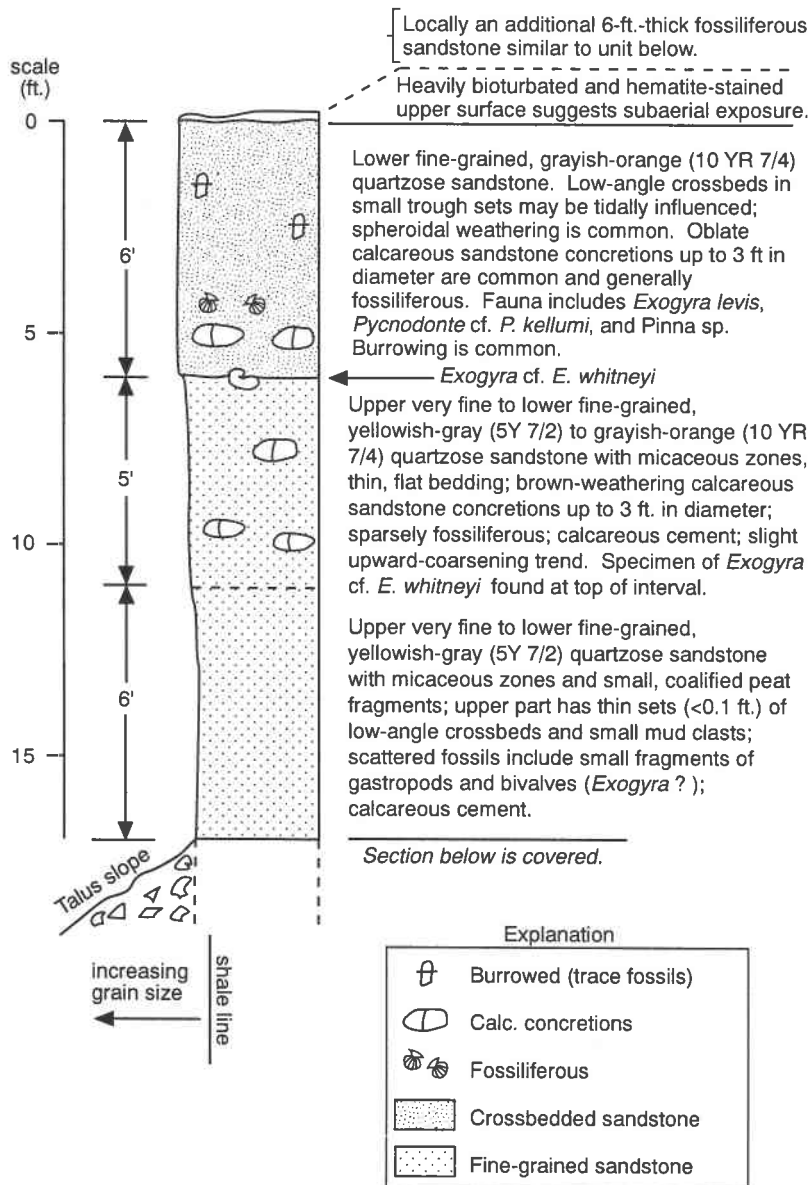 Locally an additional 6-ft.-thick fossiliferous
sandstone similar to unit below.
scale
(ft.)
Heavily bioturbated and hematite-stained
upper surface suggests subaerial exposure.
0
6'
Lower fine-grained, grayish-orange (10 YR 7/4)
quartzose sandstone. Low-angle crossbeds in
small trough sets may be tidally influenced;
spheroidal weathering is common. Oblate
calcareous sandstone concretions up to 3 ft in
diameter are common and generally
fossiliferous. Fauna includes Exogyra levis,
Pycnodonte cf. P. kellumi, and Pinna sp.
Burrowing is common.
5
Exogyra cf. E. whitneyi
5'
Upper very fine to lower fine-grained,
yellowish-gray (5Y 7/2) to grayish-orange (10 YR
7/4) quartzose sandstone with micaceous zones,
thin, flat bedding; brown-weathering calcareous
sandstone concretions up to 3 ft. in diameter;
sparsely fossiliferous; calcareous cement; slight
upward-coarsening trend. Specimen of Exogyra
cf. E. whitneyi found at top of interval.
10
6'
Upper very fine to lower fine-grained,
yellowish-gray (5Y 7/2) quartzose sandstone
with micaceous zones and small, coalified peat
fragments; upper part has thin sets (<0.1 ft.) of
low-angle crossbeds and small mud clasts;
scattered fossils include small fragments of
gastropods and bivalves (Exogyra ? );
calcareous cement.
15
Section below is covered.
Talus slope
increasing
grain size
shale line
Explanation
Burrowed (trace fossils)
Calc. concretions
Fossiliferous
Crossbedded sandstone
Fine-grained sandstone